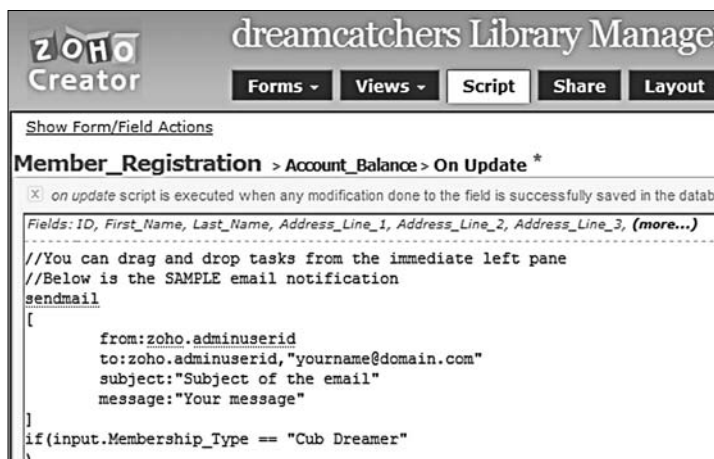 ZOHO
Creator
dreamcatchers Library Manage
Forms Views Script Share Layout
Show Form/Field Actions
Member_Registration > Account_Balance > On Update *
x on update script is executed when any modification done to the field is successfully saved in the datab
Fields: ID, First_Name, Last_Name, Address_Line_1, Address_Line_2, Address_Line_3, (more...)
//You can drag and drop tasks from the immediate left pane
//Below is the SAMPLE email notification
sendmail
[
from:zoho.adminuserid
to:zoho.adminuserid,"yourname@domain.com"
subject:"Subject of the email"
message:"Your message"
]
if(input.Membership_Type == "Cub Dreamer"
)